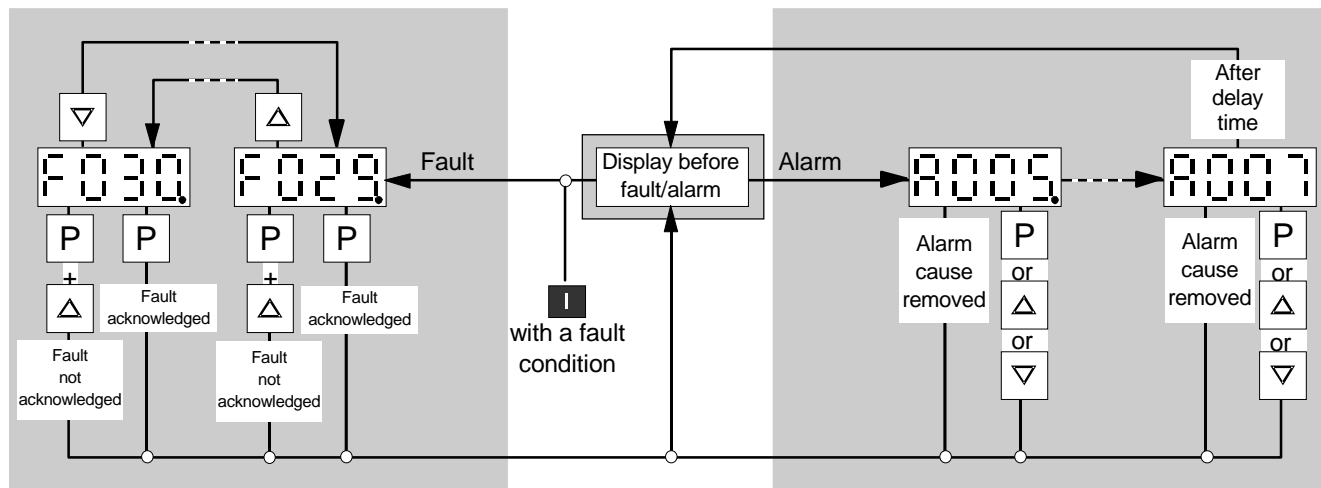 After
delay
time
F030.
F029.
Fault
Display before
fault/alarm
Alarm
A005.
A007
P
P
P
P
+
+
Fault
acknowledged
Fault
not
acknowledged
Fault
acknowledged
Fault
not
acknowledged
I
with a fault
condition
Alarm
cause
removed
P
or
or
Alarm
cause
removed
P
or
or